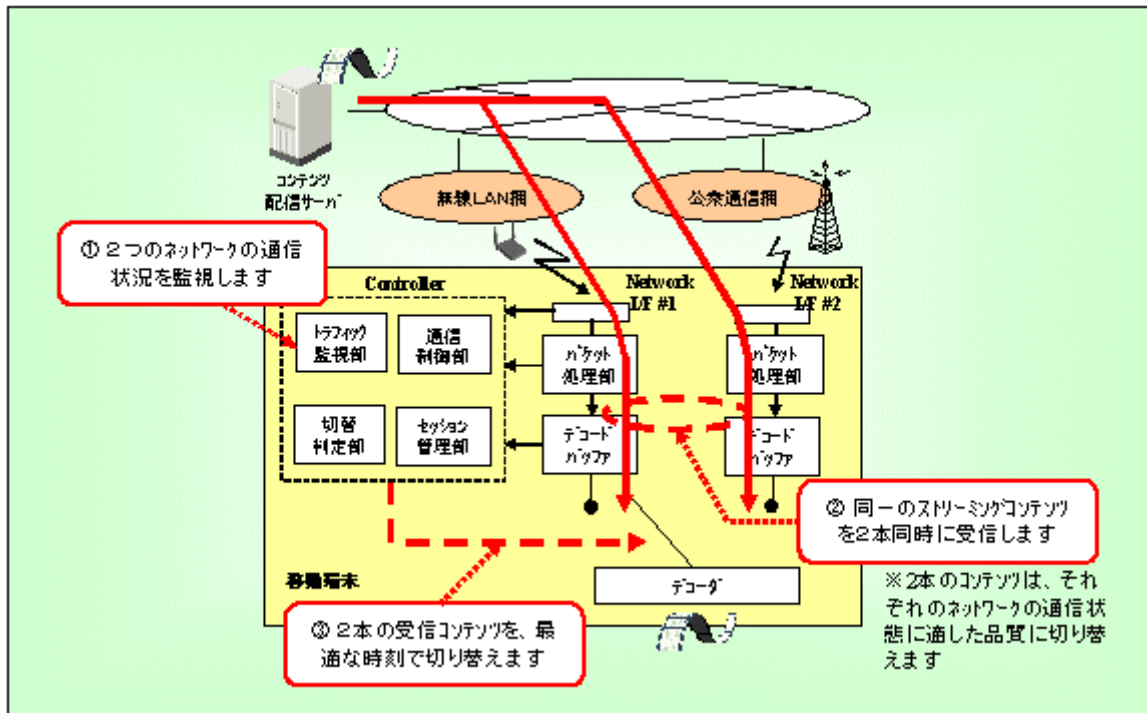 コンテンツ
配信サーバ
無線LAN網
公衆通信網
① 2つのネットワークの通信
状況を監視します
Controller
Network
I/F #1
Network
I/F #2
トラフィック
監視部
通信
制御部
パケット
処理部
パケット
処理部
切替
判定部
セッション
管理部
デコード
バッファ
デコード
バッファ
② 同一のストリーミングコンテンツ
を2本同時に受信します
移動端末
デコーダ
※2本のコンテンツは、それ
ぞれのネットワークの通信状
態に適した品質に切り替
えます
③ 2本の受信コンテンツを、最
適な時刻で切り替えます